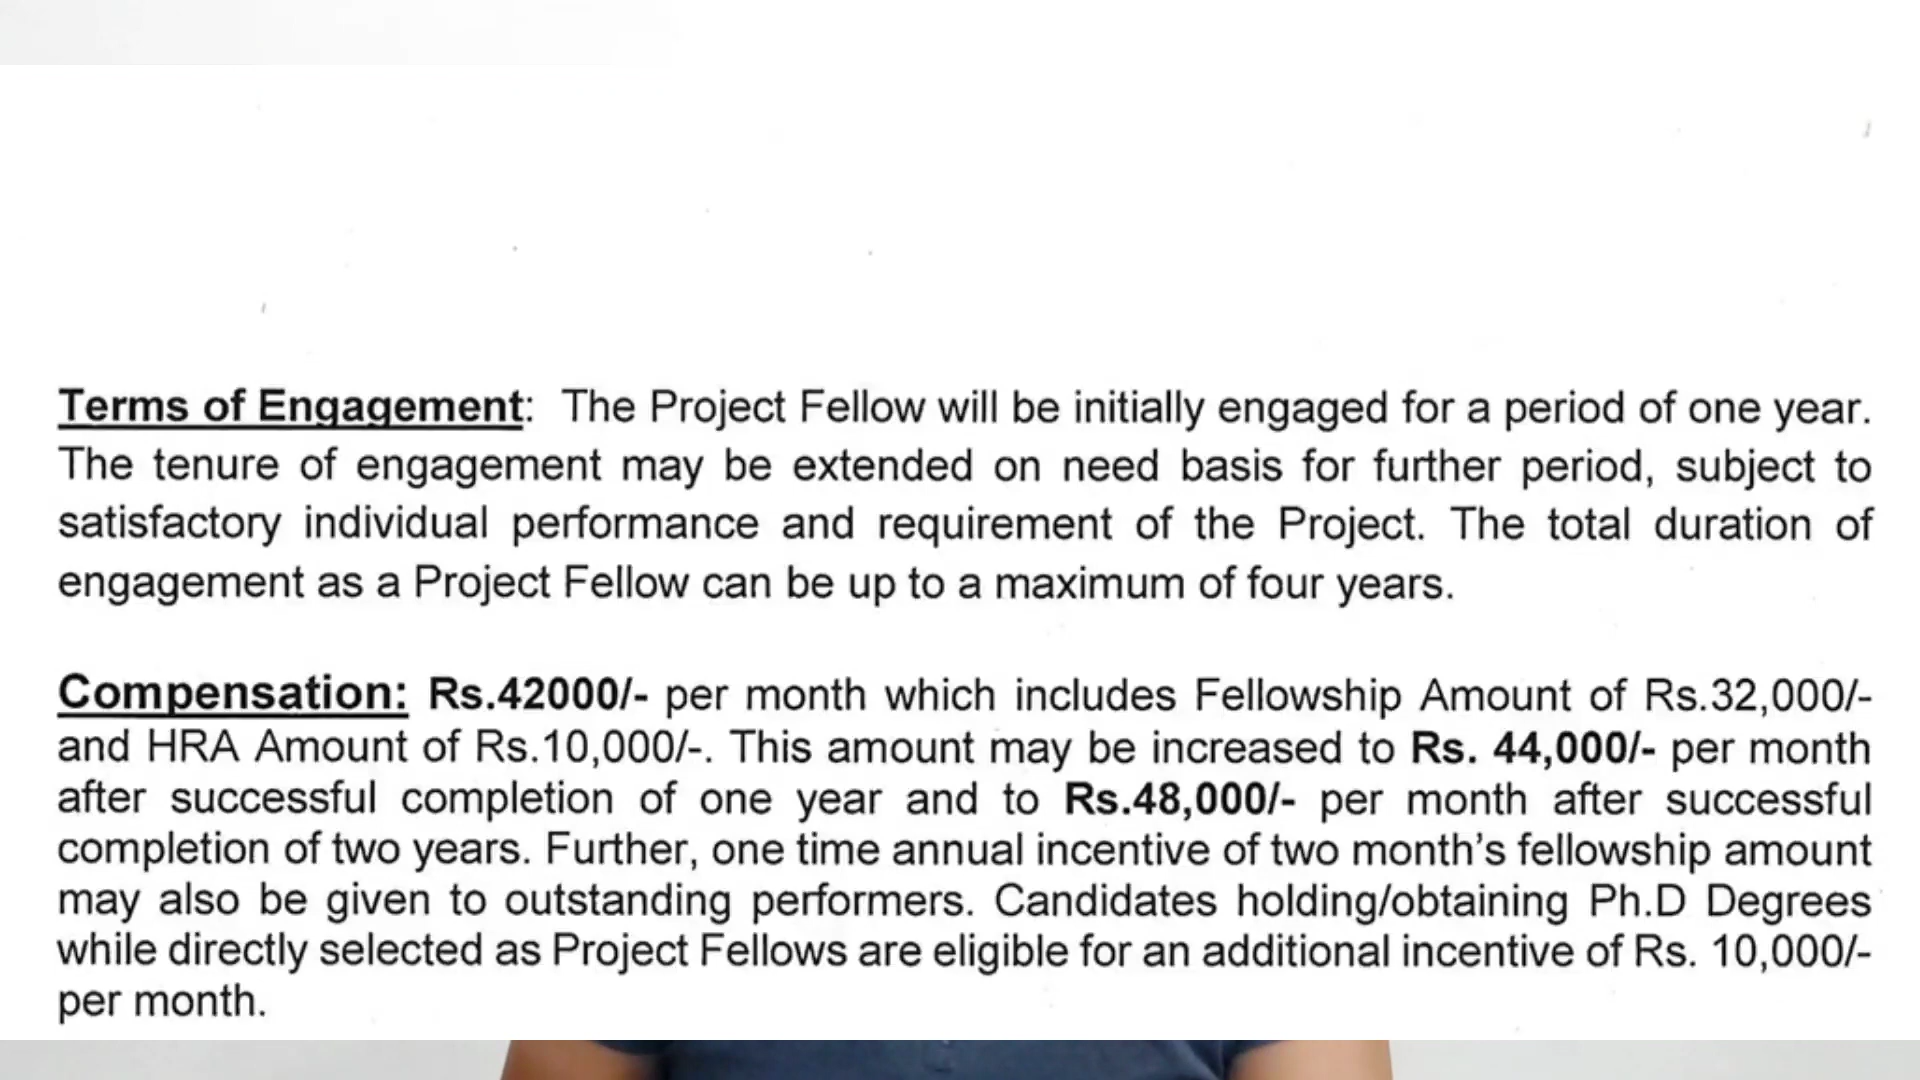 Terms of Engagement: The Project Fellow will be initially engaged for a period of one year.
The tenure of engagement may be extended on need basis for further period, subject to
satisfactory individual performance and requirement of the Project. The total duration of
engagement as a Project Fellow can be up to a maximum of four years.
Compensation: Rs.42000/- per month which includes Fellowship Amount of Rs.32,000/-
and HRA Amount of Rs.10,000/-. This amount may be increased to Rs. 44,000/- per month
after successful completion of one year and to Rs.48,000/- per month after successful
completion of two years. Further, one time annual incentive of two month's fellowship amount
may also be given to outstanding performers. Candidates holding/obtaining Ph.D Degrees
while directly selected as Project Fellows are eligible for an additional incentive of Rs. 10,000/-
per month.